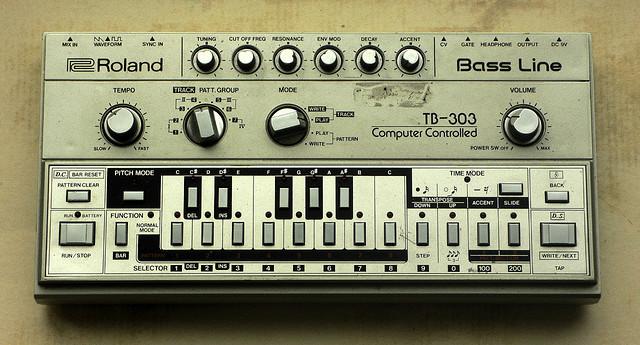 MIX IN WAVEFORM SYNC IN TUNING CUT OFF FREQ RESONANCE ENV MOD DECAY ACCENT CV GATE HEADPHONE OUTPUT DC 9V
Roland Bass Line
TEMPO TRACK PATT. GROUP MODE VOLUME
WRITE
PLAY TRACK
PLAY
WRITE PATTERN
SLOW FAST
TB-303
Computer Controlled
POWER SW OFF MAX
D.C. BAR RESET PITCH MODE C C# D D# E F F# G G# A A# B C TIME MODE
PATTERN CLEAR BACK
TRANSPOSE
DOWN UP ACCENT SLIDE
RUN BATTERY FUNCTION NORMAL MODE DEL INS D.S.
RUN/STOP BAR STEP WRITE/NEXT
SELECTOR 1 DEL 2 INS 3 4 5 6 7 8 9 0 100 200 TAP